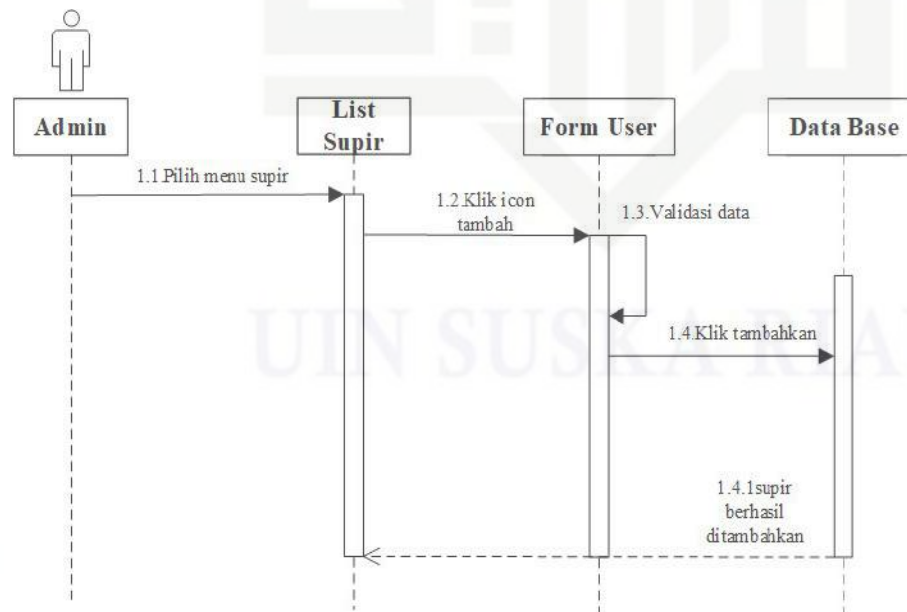 Admin
List
Supir
Form User
Data Base
1.1.Pilih menu supir
1.2.Klik icon
tambah
1.3.Validasi data
1.4.Klik tambahkan
UIN SUSKA RIA
1.4.1supir
berhasil
ditambahkan